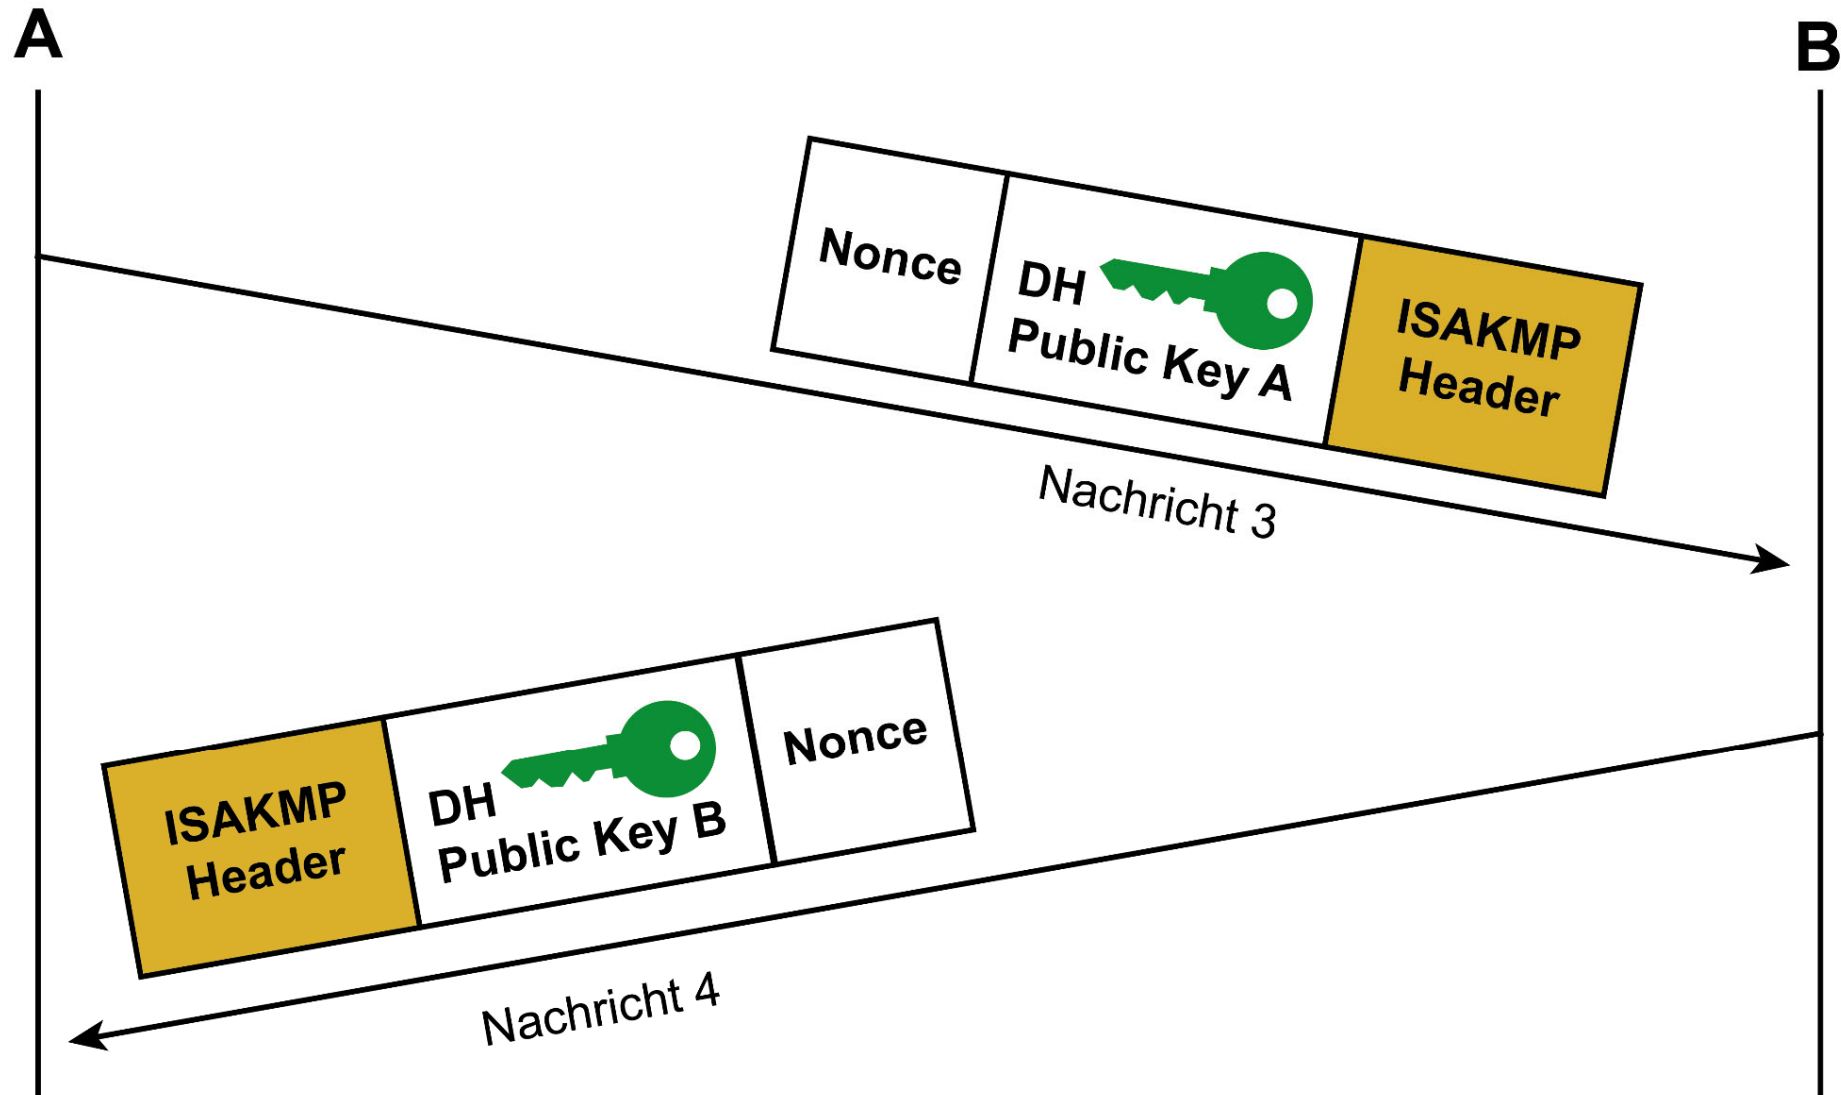 A
B
Nonce
DH
Public Key A
ISAKMP
Header
Nachricht 3
ISAKMP
Header
DH
Public Key B
Nonce
Nachricht 4